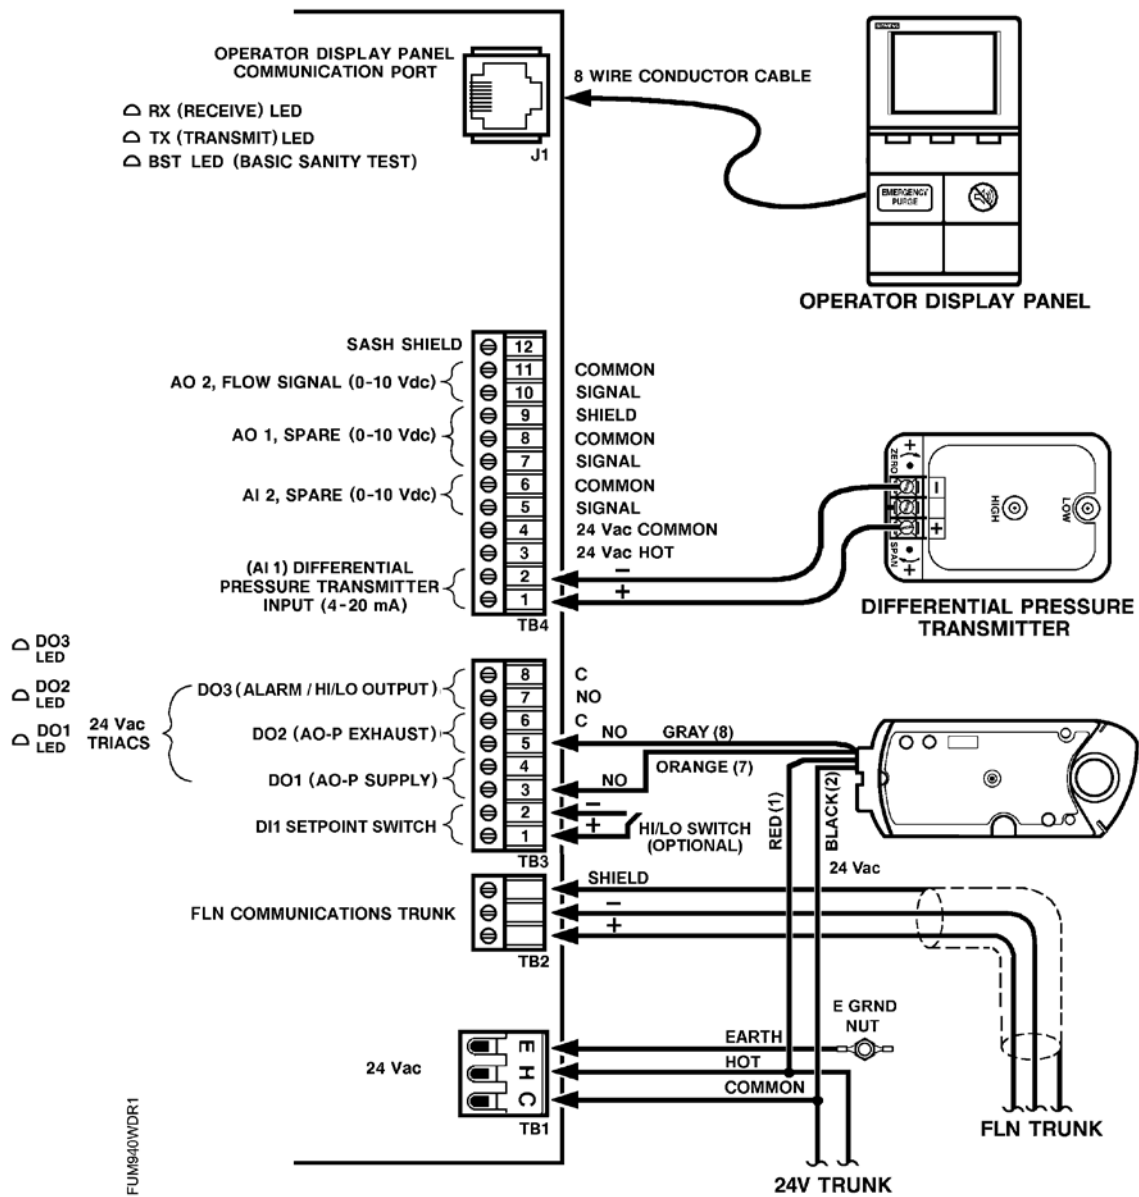 OPERATOR DISPLAY PANEL
COMMUNICATION PORT
8 WIRE CONDUCTOR CABLE
RX (RECEIVE) LED
TX (TRANSMIT) LED
BST LED (BASIC SANITY TEST)
J1
SIEMENS
EMERGENCY
PURGE
OPERATOR DISPLAY PANEL
SASH SHIELD
12
AO 2, FLOW SIGNAL (0-10 Vdc)
11
COMMON
10
SIGNAL
9
SHIELD
AO 1, SPARE (0-10 Vdc)
8
COMMON
7
SIGNAL
AI 2, SPARE (0-10 Vdc)
6
COMMON
5
SIGNAL
4
24 Vac COMMON
3
24 Vac HOT
(AI 1) DIFFERENTIAL
PRESSURE TRANSMITTER
INPUT (4-20 mA)
2
−
1
+
TB4
+
ZERO
−
+
SPAN
+
HIGH
LOW
DIFFERENTIAL PRESSURE
TRANSMITTER
DO3
LED
DO2
LED
DO1
LED
24 Vac
TRIACS
DO3 (ALARM / HI/LO OUTPUT)
8
C
7
NO
DO2 (AO-P EXHAUST)
6
C
5
NO
GRAY (8)
DO1 (AO-P SUPPLY)
4
ORANGE (7)
3
NO
DI1 SETPOINT SWITCH
2
−
1
+
HI/LO SWITCH
(OPTIONAL)
TB3
RED (1)
BLACK (2)
24 Vac
FLN COMMUNICATIONS TRUNK
SHIELD
−
+
TB2
24 Vac
E
H
C
TB1
EARTH
HOT
COMMON
E GRND
NUT
FLN TRUNK
24V TRUNK
FUM940WDR1